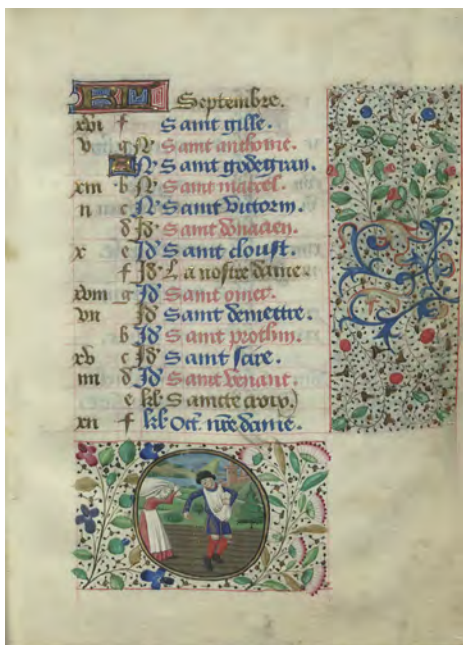 KL Septembre.
xvi f Saint gille.
v g N Saint anthoine.
A N Saint godegran.
xiii b N Saint marcel.
ii c N Saint victorin.
d Id Saint donacien.
x e Id Saint cloust.
f Id La nostre dame
xviii g Id Saint omer.
vii Id Saint demettre.
b Id Saint prothin.
xv c Id Saint sire.
iiii d Id Saint venant.
e kl Saincte croix
xii f kl Oct. nre dame.